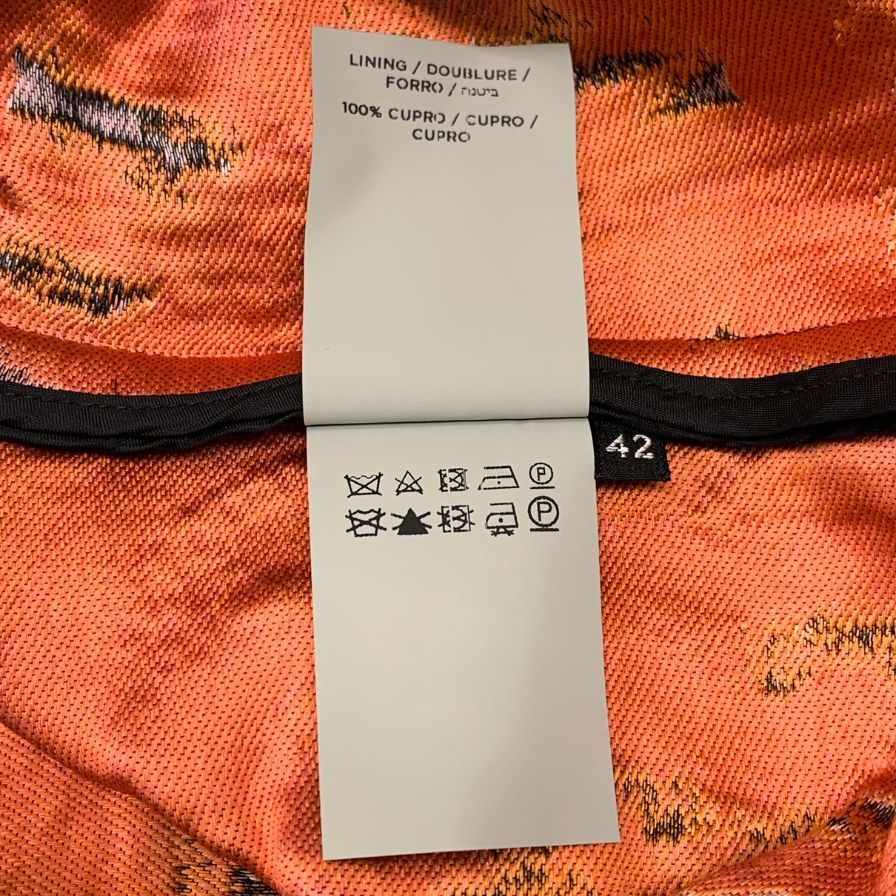 LINING / DOUBLURE /
FORRO / בטנה
100% CUPRO / CUPRO /
CUPRO
42
P
P